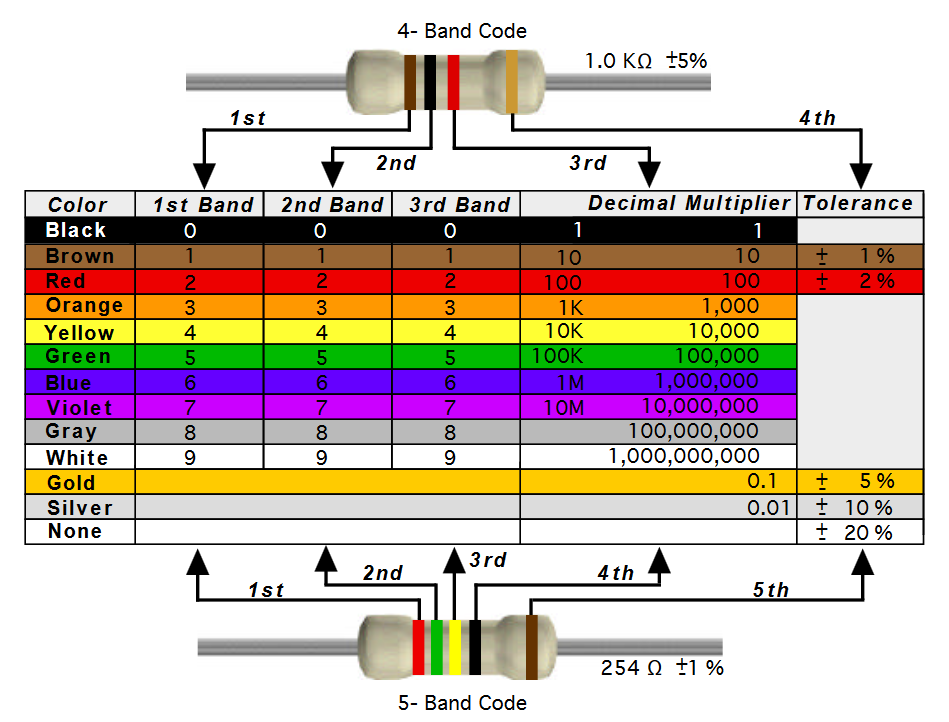 4- Band Code
1.0 KΩ ±5%
1st
4th
2nd
3rd
Color 1st Band 2nd Band 3rd Band Decimal Multiplier Tolerance
Black 0 0 0 1 1
Brown 1 1 1 10 10 ± 1%
Red 2 2 2 100 100 ± 2%
Orange 3 3 3 1K 1,000
Yellow 4 4 4 10K 10,000
Green 5 5 5 100K 100,000
Blue 6 6 6 1M 1,000,000
Violet 7 7 7 10M 10,000,000
Gray 8 8 8 100,000,000
White 9 9 9 1,000,000,000
Gold 0.1 ± 5%
Silver 0.01 ± 10%
None ± 20%
3rd
2nd
4th
1st
5th
254 Ω ±1 %
5- Band Code